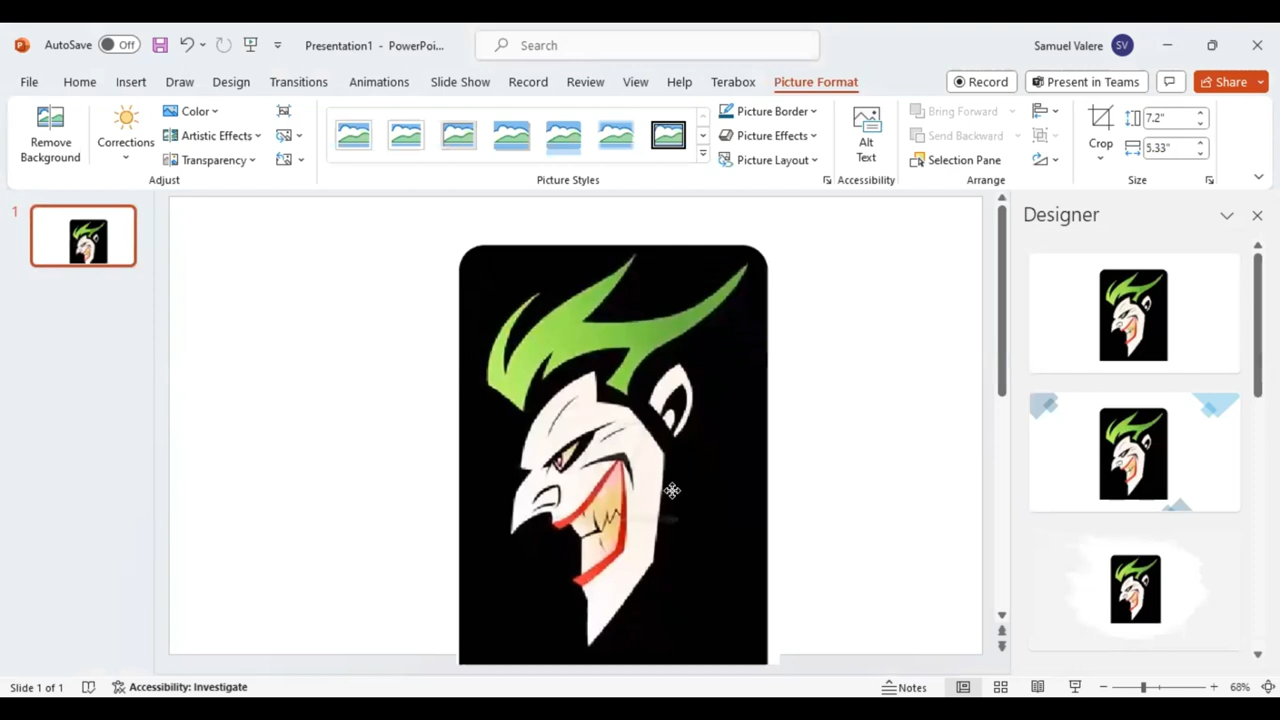 AutoSave Off Presentation1 - PowerPoi... Search Samuel Valere SV
File Home Insert Draw Design Transitions Animations Slide Show Record Review View Help Terabox Picture Format Record Present in Teams Share
Remove Background
Corrections
Color
Artistic Effects
Transparency
Adjust
Picture Styles
Picture Border
Picture Effects
Picture Layout
Alt Text
Accessibility
Bring Forward
Send Backward
Selection Pane
Arrange
Crop
7.2"
5.33"
Size
1
Designer
Slide 1 of 1 Accessibility: Investigate Notes 68%